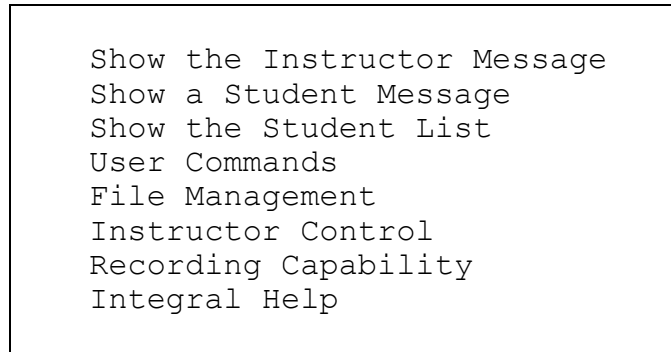 Show the Instructor Message
Show a Student Message
Show the Student List
User Commands
File Management
Instructor Control
Recording Capability
Integral Help